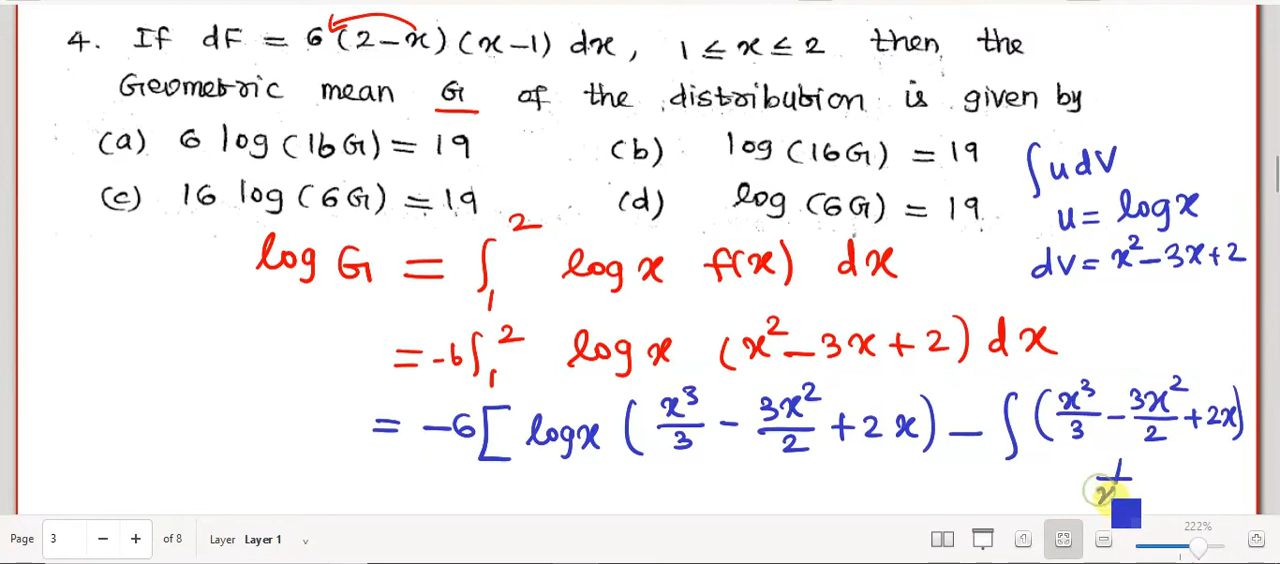 4. If dF = 6 (2-x) (x-1) dx, 1 ≤ x ≤ 2 then the
Geometric mean G of the distribution is given by
(a) 6 log (16G) = 19 (b) log (16G) = 19
(c) 16 log (6G) = 19 (d) log (6G) = 19
∫ u dv
u = log x
dv = x² - 3x + 2
log G = ∫₁² log x f(x) dx
= -6 ∫₁² log x (x² - 3x + 2) dx
= -6 [ log x ( x³/3 - 3x²/2 + 2x ) - ∫ ( x³/3 - 3x²/2 + 2x ) 1/x
Page 3 - + of 8 Layer Layer 1 222%